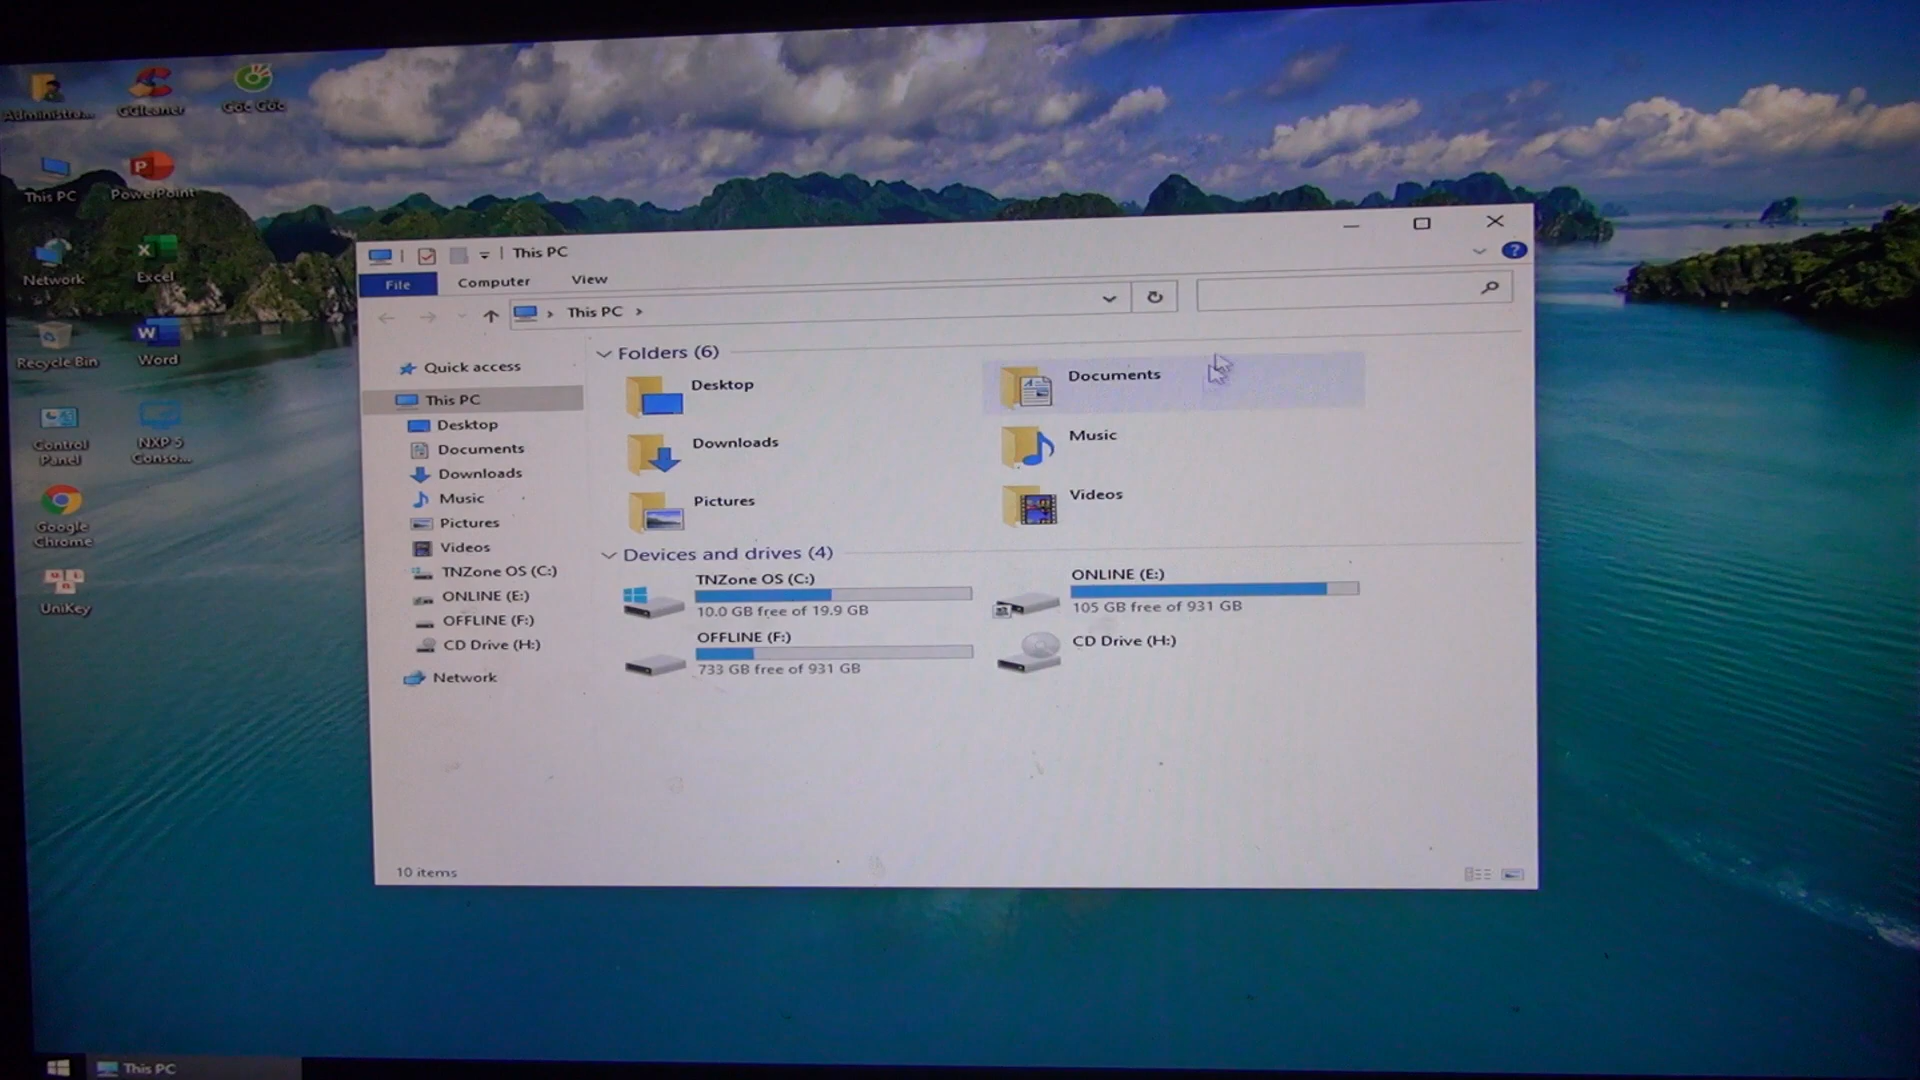 Administra...
CCleaner
Cốc Cốc
This PC
PowerPoint
Network
Excel
Recycle Bin
Word
Control
Panel
NXP 5
Conso...
Google
Chrome
UniKey
This PC
File
Computer
View
This PC
Quick access
This PC
Desktop
Documents
Downloads
Music
Pictures
Videos
TNZone OS (C:)
ONLINE (E:)
OFFLINE (F:)
CD Drive (H:)
Network
Folders (6)
Desktop
Documents
Downloads
Music
Pictures
Videos
Devices and drives (4)
TNZone OS (C:)
10.0 GB free of 19.9 GB
ONLINE (E:)
105 GB free of 931 GB
OFFLINE (F:)
733 GB free of 931 GB
CD Drive (H:)
10 items
This PC